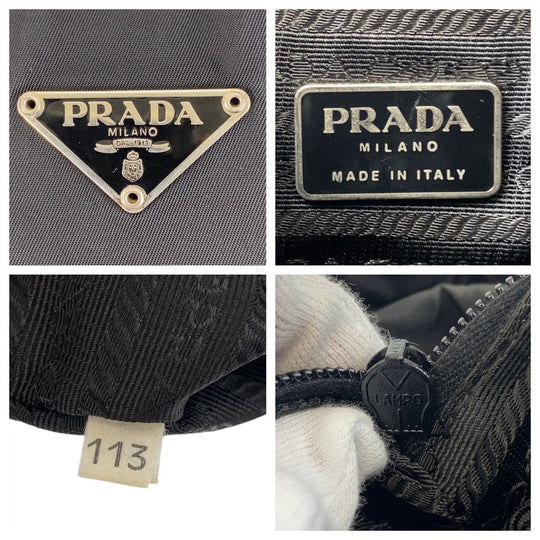 PRADA
MILANO
DAL 1913
PRADA
MILANO
MADE IN ITALY
113
LAMPO